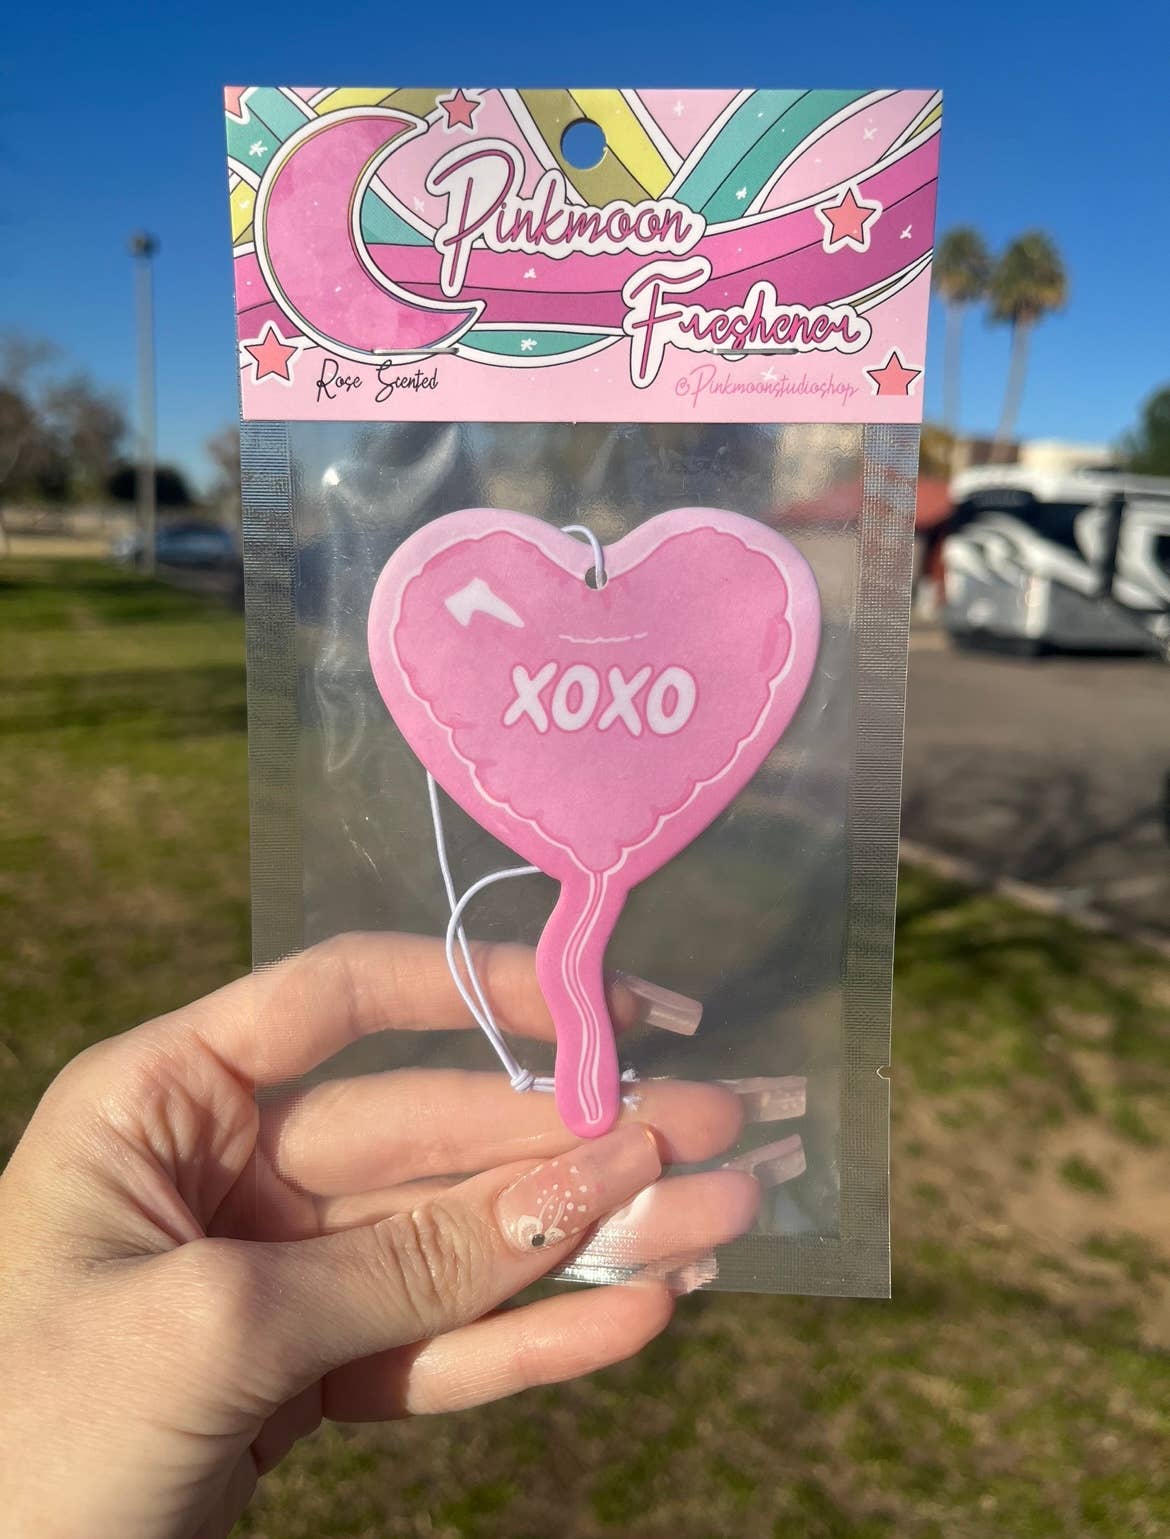 Pinkmoon
Freshener
Rose Scented
@Pinkmoonstudioshop
XOXO